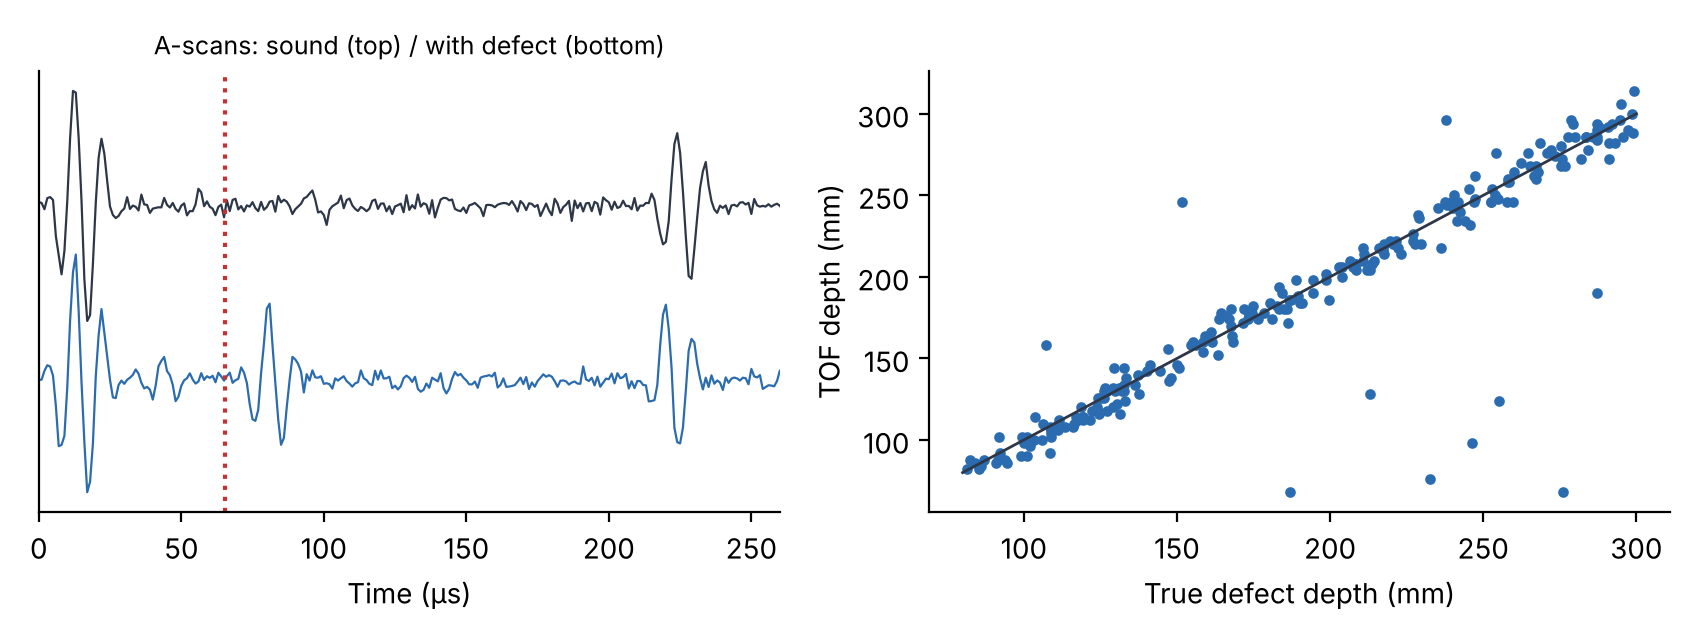 A-scans: sound (top) / with defect (bottom)
0 50 100 150 200 250
Time (µs)
TOF depth (mm)
300
250
200
150
100
100 150 200 250 300
True defect depth (mm)